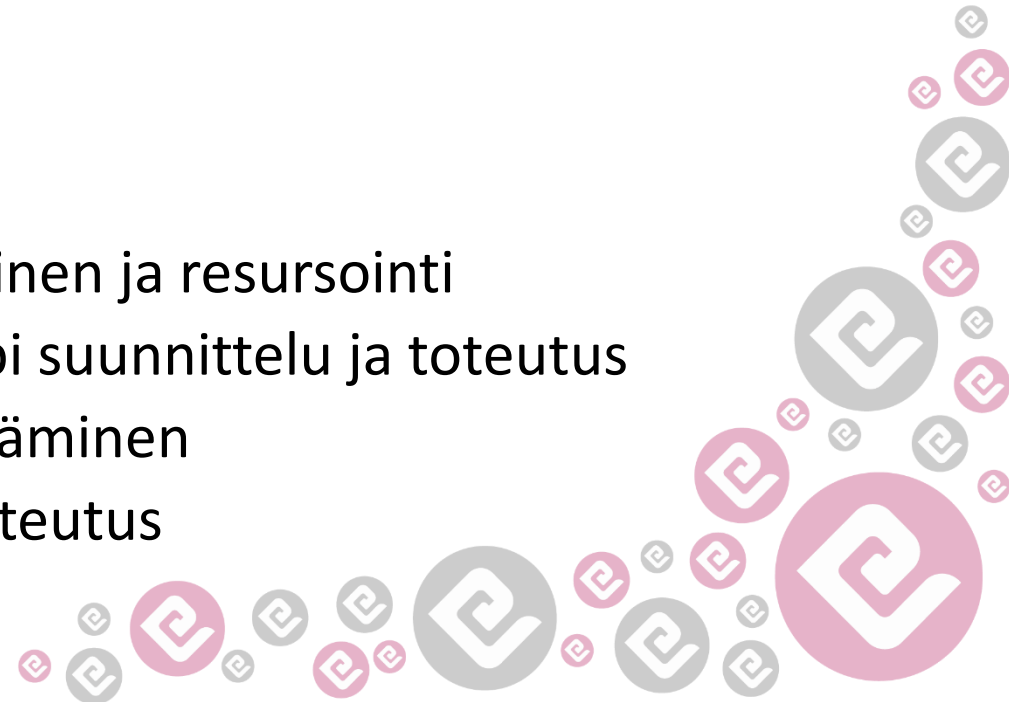 inen ja resursointi
oi suunnittelu ja toteutus
äminen
teutus